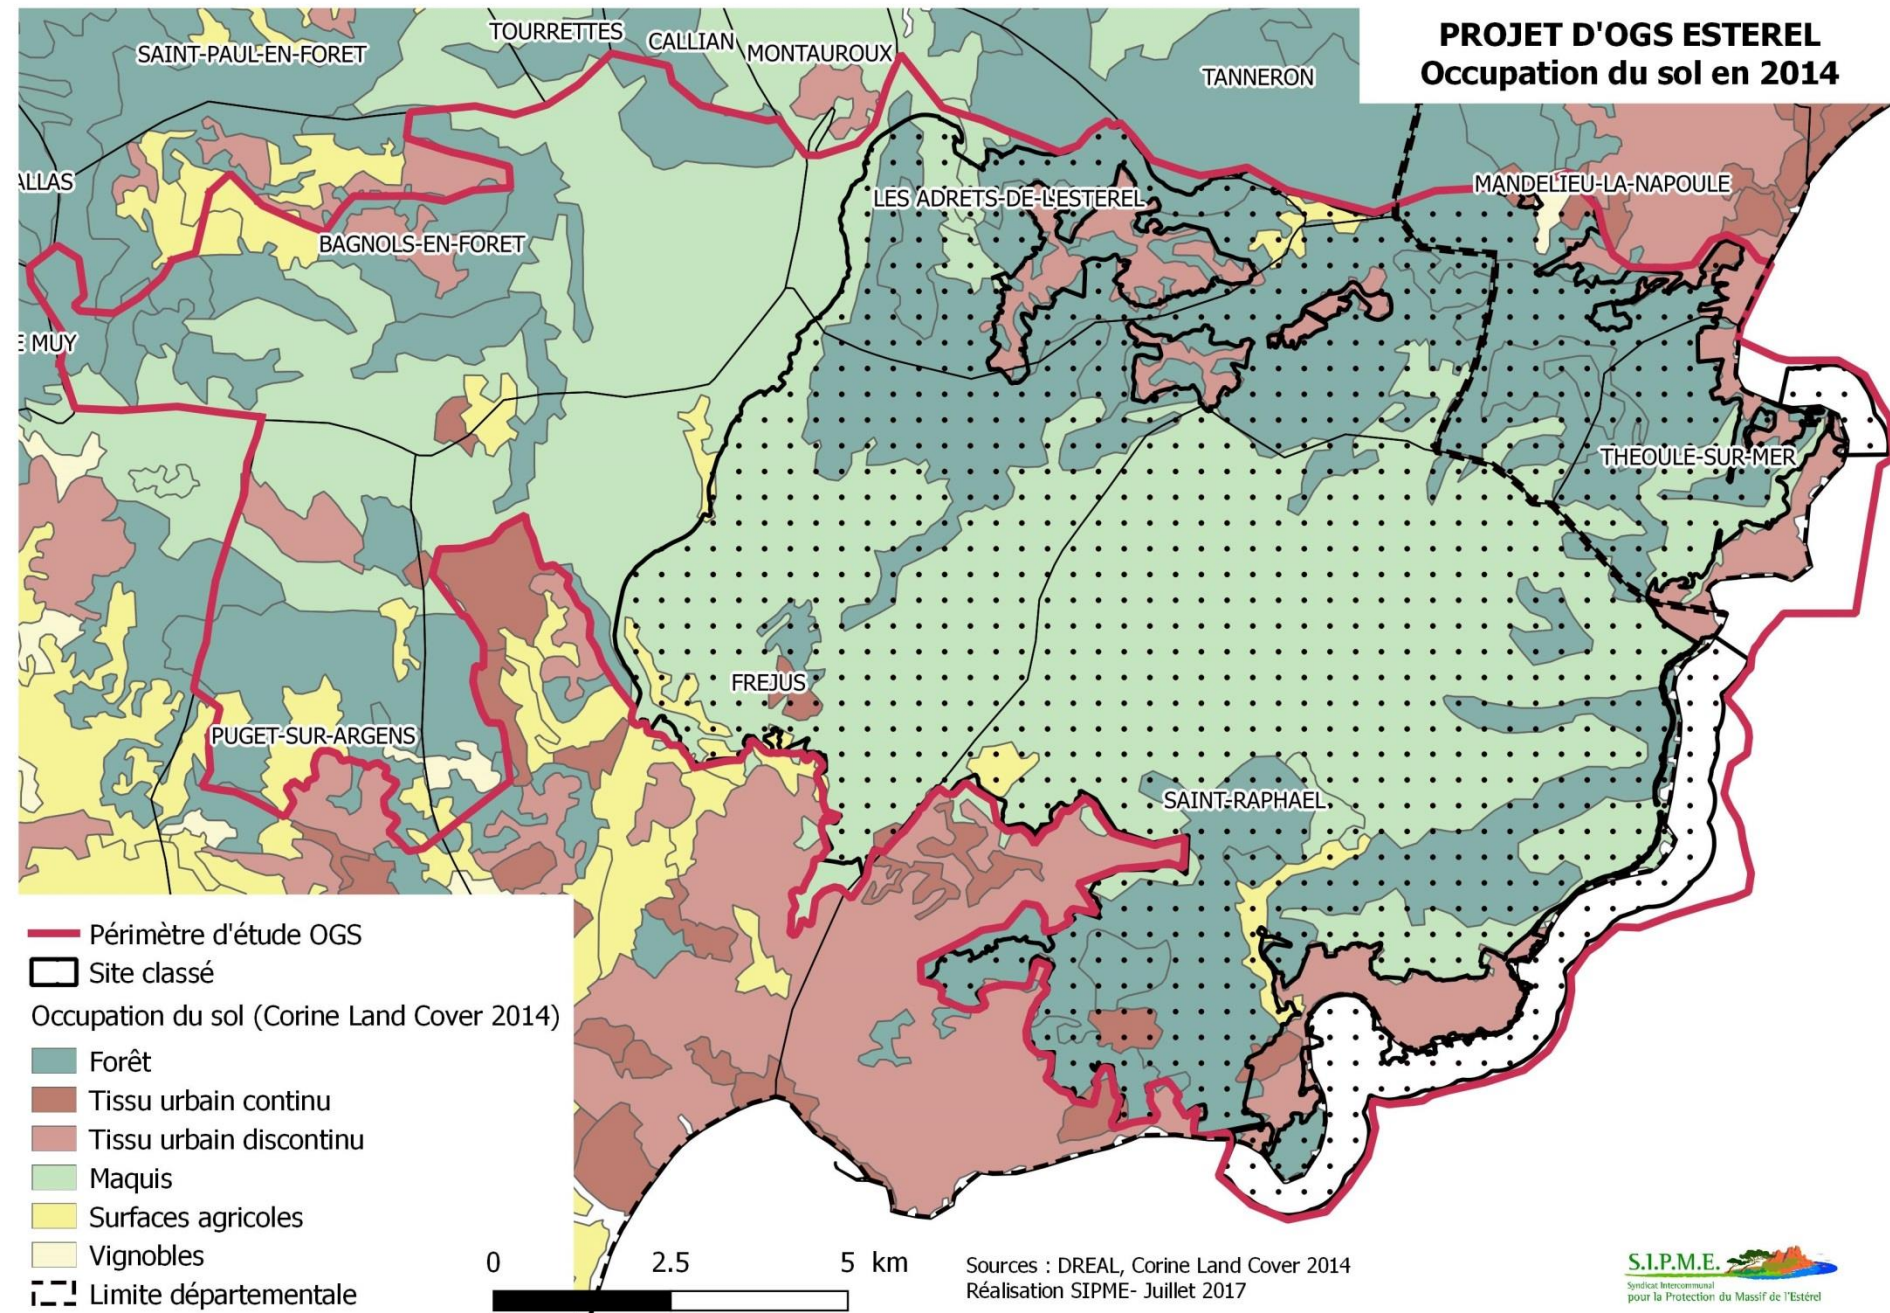 PROJET D'OGS ESTEREL
Occupation du sol en 2014
TOURRETTES
CALLIAN
MONTAUROUX
SAINT-PAUL-EN-FORET
TANNERON
ALLAS
LES ADRETS-DE-L'ESTEREL
MANDELIEU-LA-NAPOULE
BAGNOLS-EN-FORET
E MUY
THEOULE-SUR-MER
FREJUS
PUGET-SUR-ARGENS
SAINT-RAPHAEL
Périmètre d'étude OGS
Site classé
Occupation du sol (Corine Land Cover 2014)
Forêt
Tissu urbain continu
Tissu urbain discontinu
Maquis
Surfaces agricoles
Vignobles
Limite départementale
0 2.5 5 km
Sources : DREAL, Corine Land Cover 2014
Réalisation SIPME- Juillet 2017
S.I.P.M.E.
Syndicat Intercommunal
pour la Protection du Massif de l'Estérel